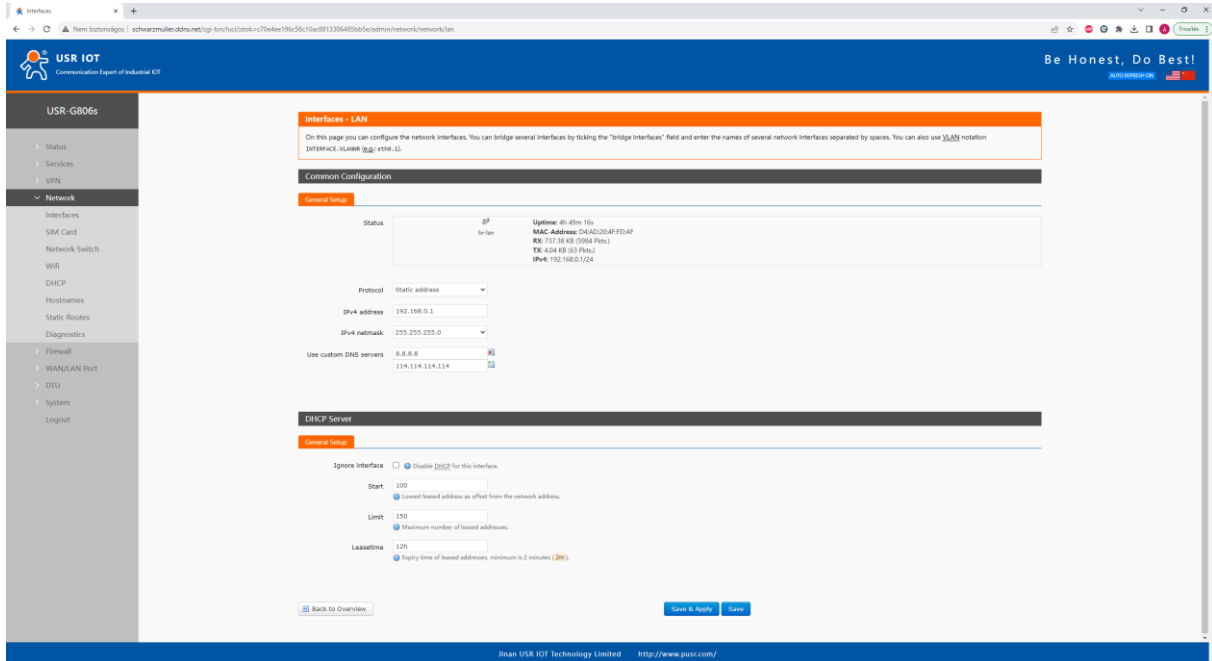 Interfaces
Nem biztonságos | schwarzmuller.ddns.net/cgi-bin/luci/;stok=c70e4ee196c58c10ac8813306485bb5e/admin/network/network/lan
Frissítés
USR IOT
Communication Expert of Industrial IOT
Be Honest, Do Best!
AUTO REFRESH ON
USR-G806s
Status
Services
VPN
Network
Interfaces
SIM Card
Network Switch
Wifi
DHCP
Hostnames
Static Routes
Diagnostics
Firewall
WAN/LAN Port
DTU
System
Logout
Interfaces - LAN
On this page you can configure the network interfaces. You can bridge several interfaces by ticking the "bridge interfaces" field and enter the names of several network interfaces separated by spaces. You can also use VLAN notation
INTERFACE.VLANNR (e.g.: eth0.1).
Common Configuration
General Setup
Status
br-lan
Uptime: 4h 49m 16s
MAC-Address: D4:AD:20:4F:FD:AF
RX: 737.38 KB (5984 Pkts.)
TX: 4.04 KB (63 Pkts.)
IPv4: 192.168.0.1/24
Protocol Static address
IPv4 address 192.168.0.1
IPv4 netmask 255.255.255.0
Use custom DNS servers 8.8.8.8
114.114.114.114
DHCP Server
General Setup
Ignore interface Disable DHCP for this interface.
Start 100
Lowest leased address as offset from the network address.
Limit 150
Maximum number of leased addresses.
Leasetime 12h
Expiry time of leased addresses, minimum is 2 minutes (2m).
Back to Overview
Save & Apply
Save
Jinan USR IOT Technology Limited http://www.pusr.com/